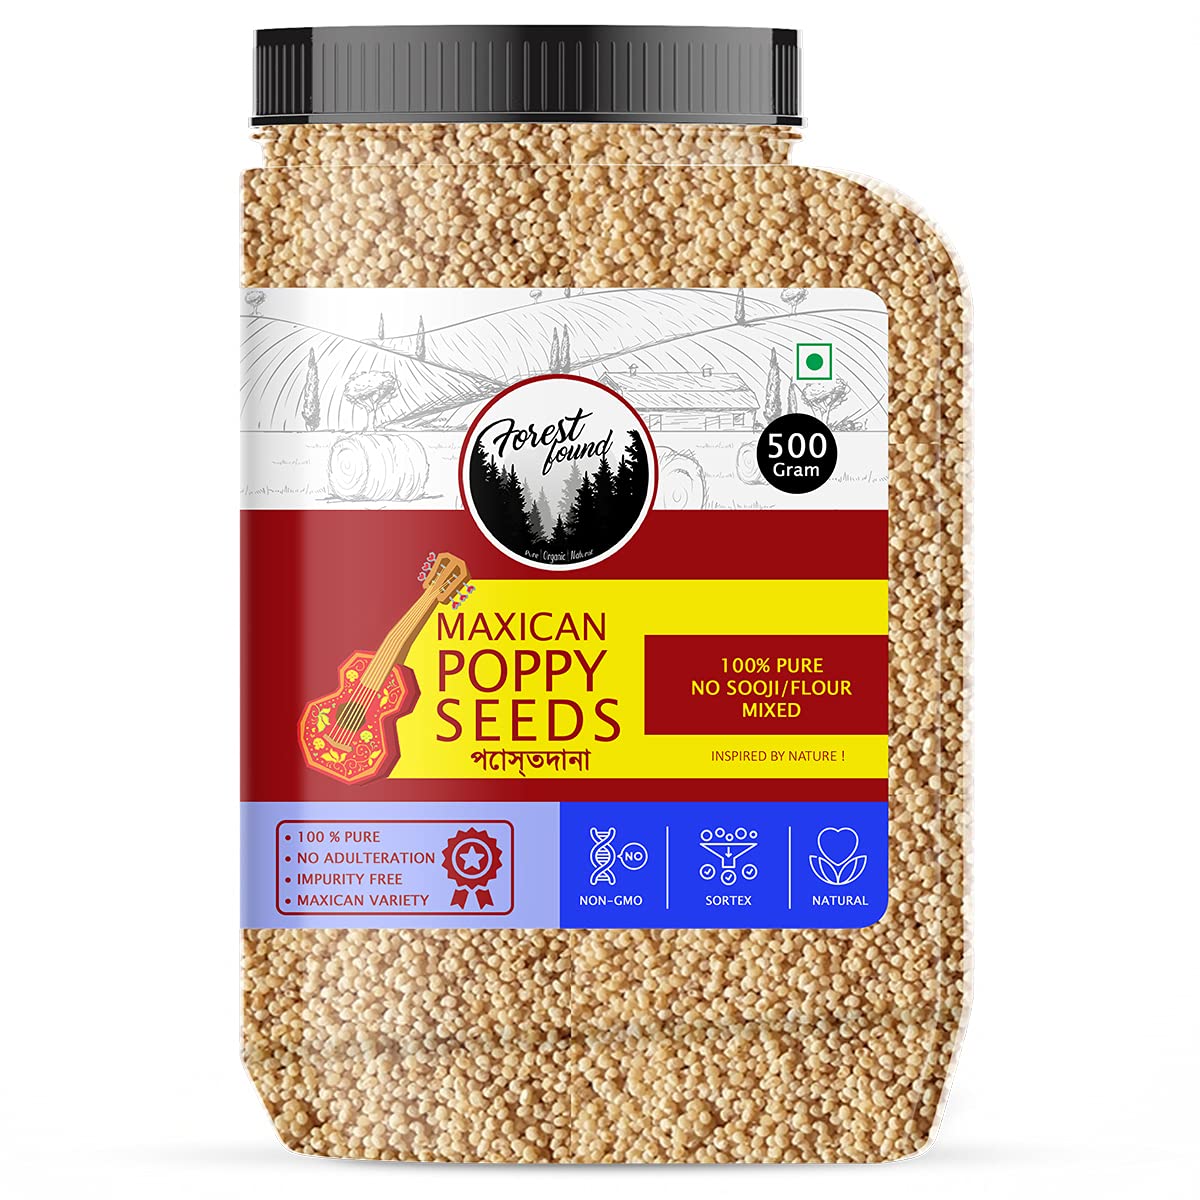 Forest
found
Pure | Organic | Natural
500
Gram
MAXICAN
POPPY
SEEDS
পোস্তদানা
100% PURE
NO SOOJI/FLOUR
MIXED
INSPIRED BY NATURE !
• 100 % PURE
• NO ADULTERATION
• IMPURITY FREE
• MAXICAN VARIETY
NO
NON-GMO
SORTEX
NATURAL